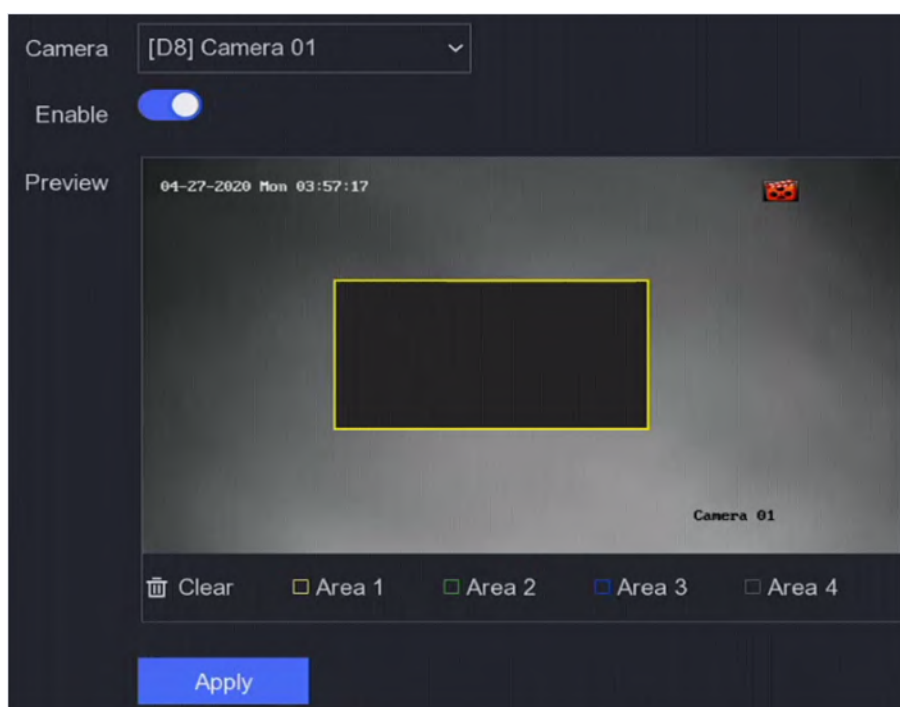 Camera [D8] Camera 01
Enable
Preview
04-27-2020 Mon 03:57:17
Camera 01
Clear Area 1 Area 2 Area 3 Area 4
Apply